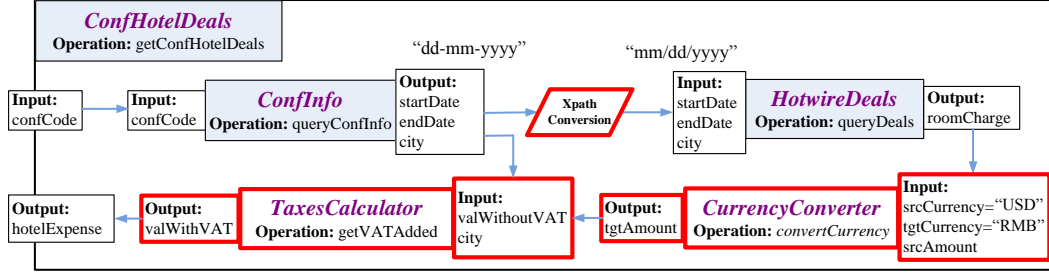 ConfHotelDeals
Operation: getConfHotelDeals
“dd-mm-yyyy”
“mm/dd/yyyy”
Input:
confCode
Input:
confCode
ConfInfo
Operation: queryConfInfo
Output:
startDate
endDate
city
Xpath
Conversion
Input:
startDate
endDate
city
HotwireDeals
Operation: queryDeals
Output:
roomCharge
Output:
hotelExpense
Output:
valWithVAT
TaxesCalculator
Operation: getVATAdded
Input:
valWithoutVAT
city
Output:
tgtAmount
CurrencyConverter
Operation: convertCurrency
Input:
srcCurrency=“USD”
tgtCurrency=“RMB”
srcAmount